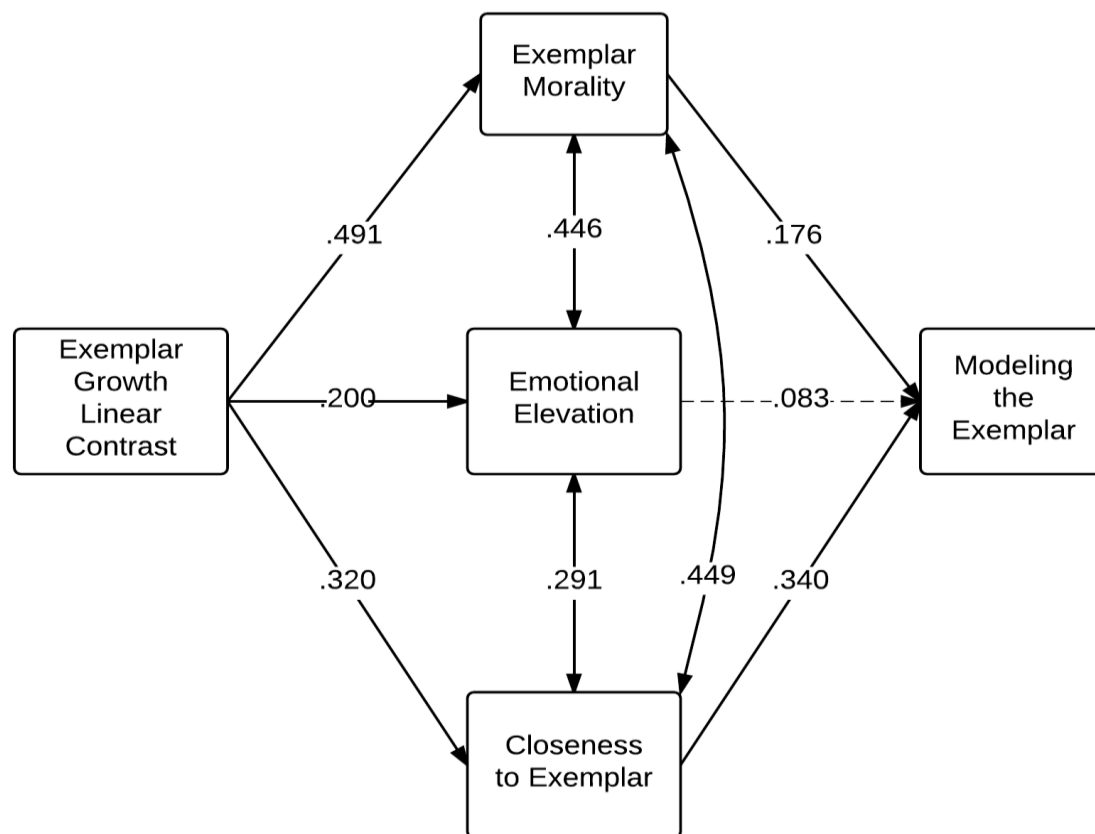 Exemplar
Morality
.491
.446
.176
Exemplar
Growth
Linear
Contrast
.200
Emotional
Elevation
.083
Modeling
the
Exemplar
.320
.291
.449
.340
Closeness
to Exemplar